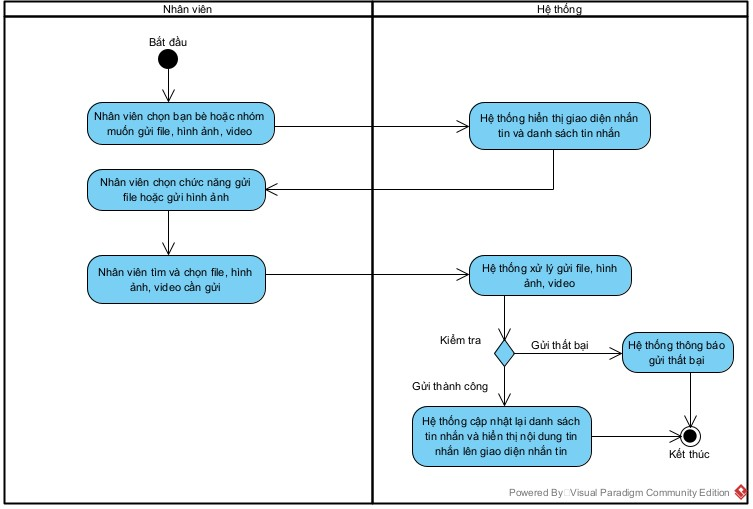 Nhân viên
Hệ thống
Bắt đầu
Nhân viên chọn bạn bè hoặc nhóm
muốn gửi file, hình ảnh, video
Hệ thống hiển thị giao diện nhắn
tin và danh sách tin nhắn
Nhân viên chọn chức năng gửi
file hoặc gửi hình ảnh
Nhân viên tìm và chọn file, hình
ảnh, video cần gửi
Hệ thống xử lý gửi file, hình
ảnh, video
Kiểm tra
Gửi thất bại
Hệ thống thông báo
gửi thất bại
Gửi thành công
Hệ thống cập nhật lại danh sách
tin nhắn và hiển thị nội dung tin
nhắn lên giao diện nhắn tin
Kết thúc
Powered By Visual Paradigm Community Edition